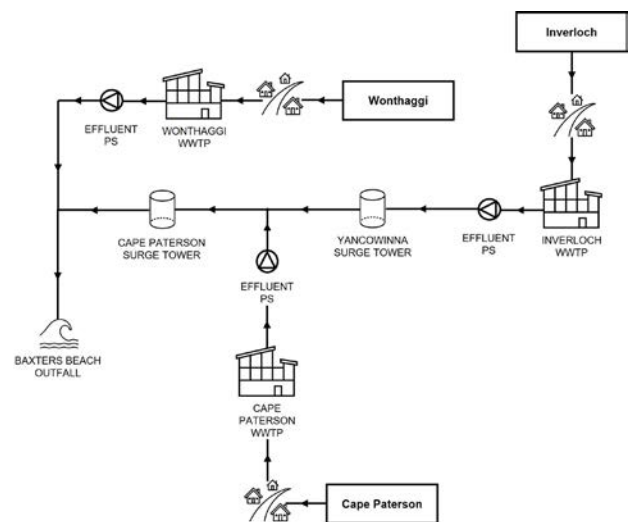 Inverloch
Wonthaggi
EFFLUENT
PS
WONTHAGGI
WWTP
CAPE PATERSON
SURGE TOWER
YANCOWINNA
SURGE TOWER
EFFLUENT
PS
INVERLOCH
WWTP
EFFLUENT
PS
BAXTERS BEACH
OUTFALL
CAPE
PATERSON
WWTP
Cape Paterson